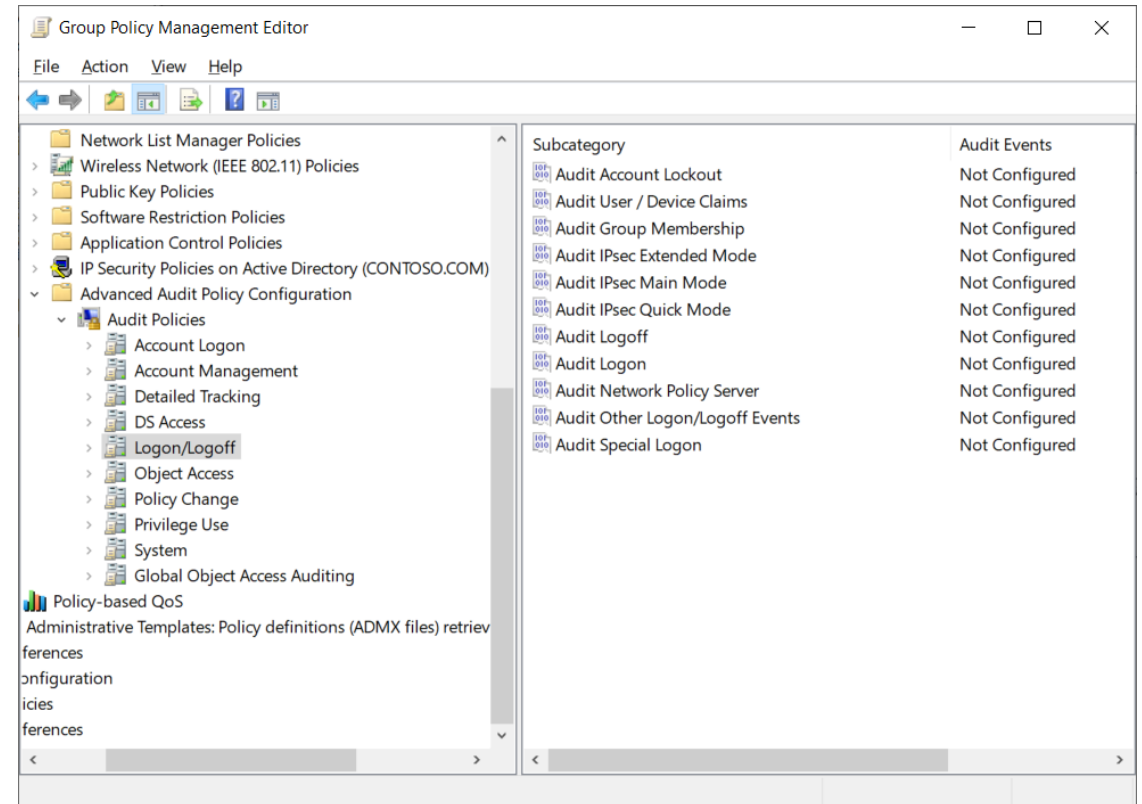 Group Policy Management Editor
File Action View Help
Network List Manager Policies
Wireless Network (IEEE 802.11) Policies
Public Key Policies
Software Restriction Policies
Application Control Policies
IP Security Policies on Active Directory (CONTOSO.COM)
Advanced Audit Policy Configuration
Audit Policies
Account Logon
Account Management
Detailed Tracking
DS Access
Logon/Logoff
Object Access
Policy Change
Privilege Use
System
Global Object Access Auditing
Policy-based QoS
Administrative Templates: Policy definitions (ADMX files) retriev
ferences
onfiguration
icies
ferences
Subcategory Audit Events
Audit Account Lockout Not Configured
Audit User / Device Claims Not Configured
Audit Group Membership Not Configured
Audit IPsec Extended Mode Not Configured
Audit IPsec Main Mode Not Configured
Audit IPsec Quick Mode Not Configured
Audit Logoff Not Configured
Audit Logon Not Configured
Audit Network Policy Server Not Configured
Audit Other Logon/Logoff Events Not Configured
Audit Special Logon Not Configured